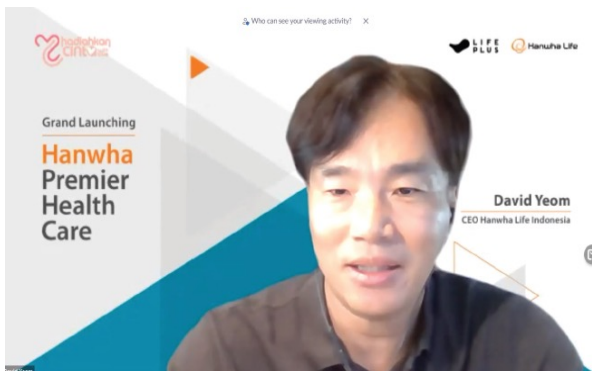 Who can see your viewing activity?
hadiahkan
LIFE
PLUS
Hanwha Life
Grand Launching
Hanwha
Premier
Health
Care
David Yeom
CEO Hanwha Life Indonesia